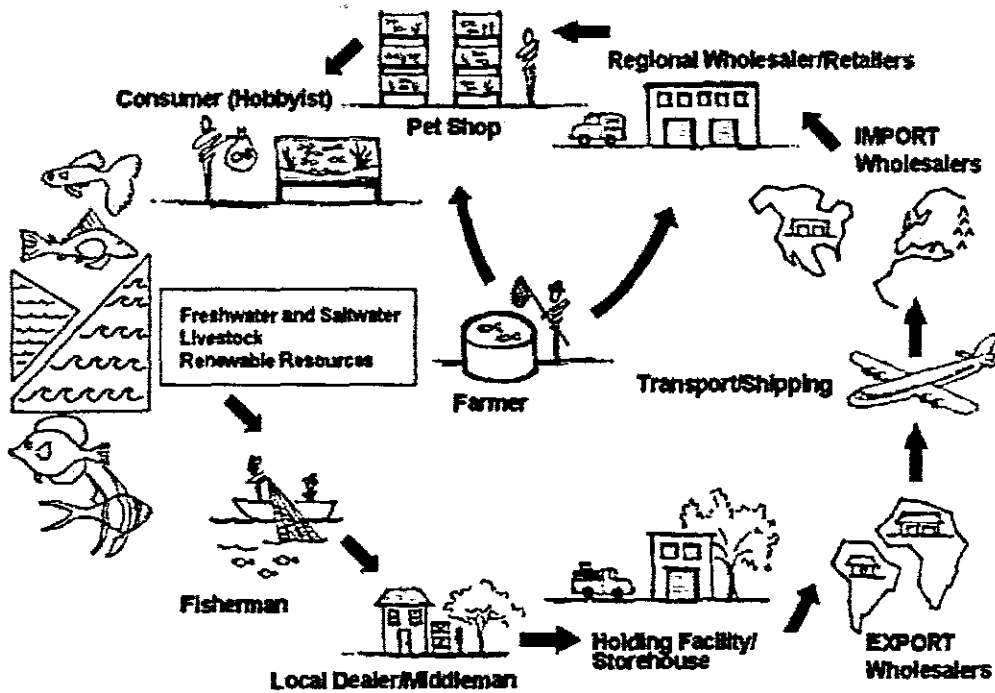 Regional Wholesaler/Retailers
Consumer (Hobbyist)
Pet Shop
IMPORT
Wholesalers
Freshwater and Saltwater
Livestock
Renewable Resources
Farmer
Transport/Shipping
Fisherman
Holding Facility/
Storehouse
EXPORT
Wholesalers
Local Dealer/Middleman